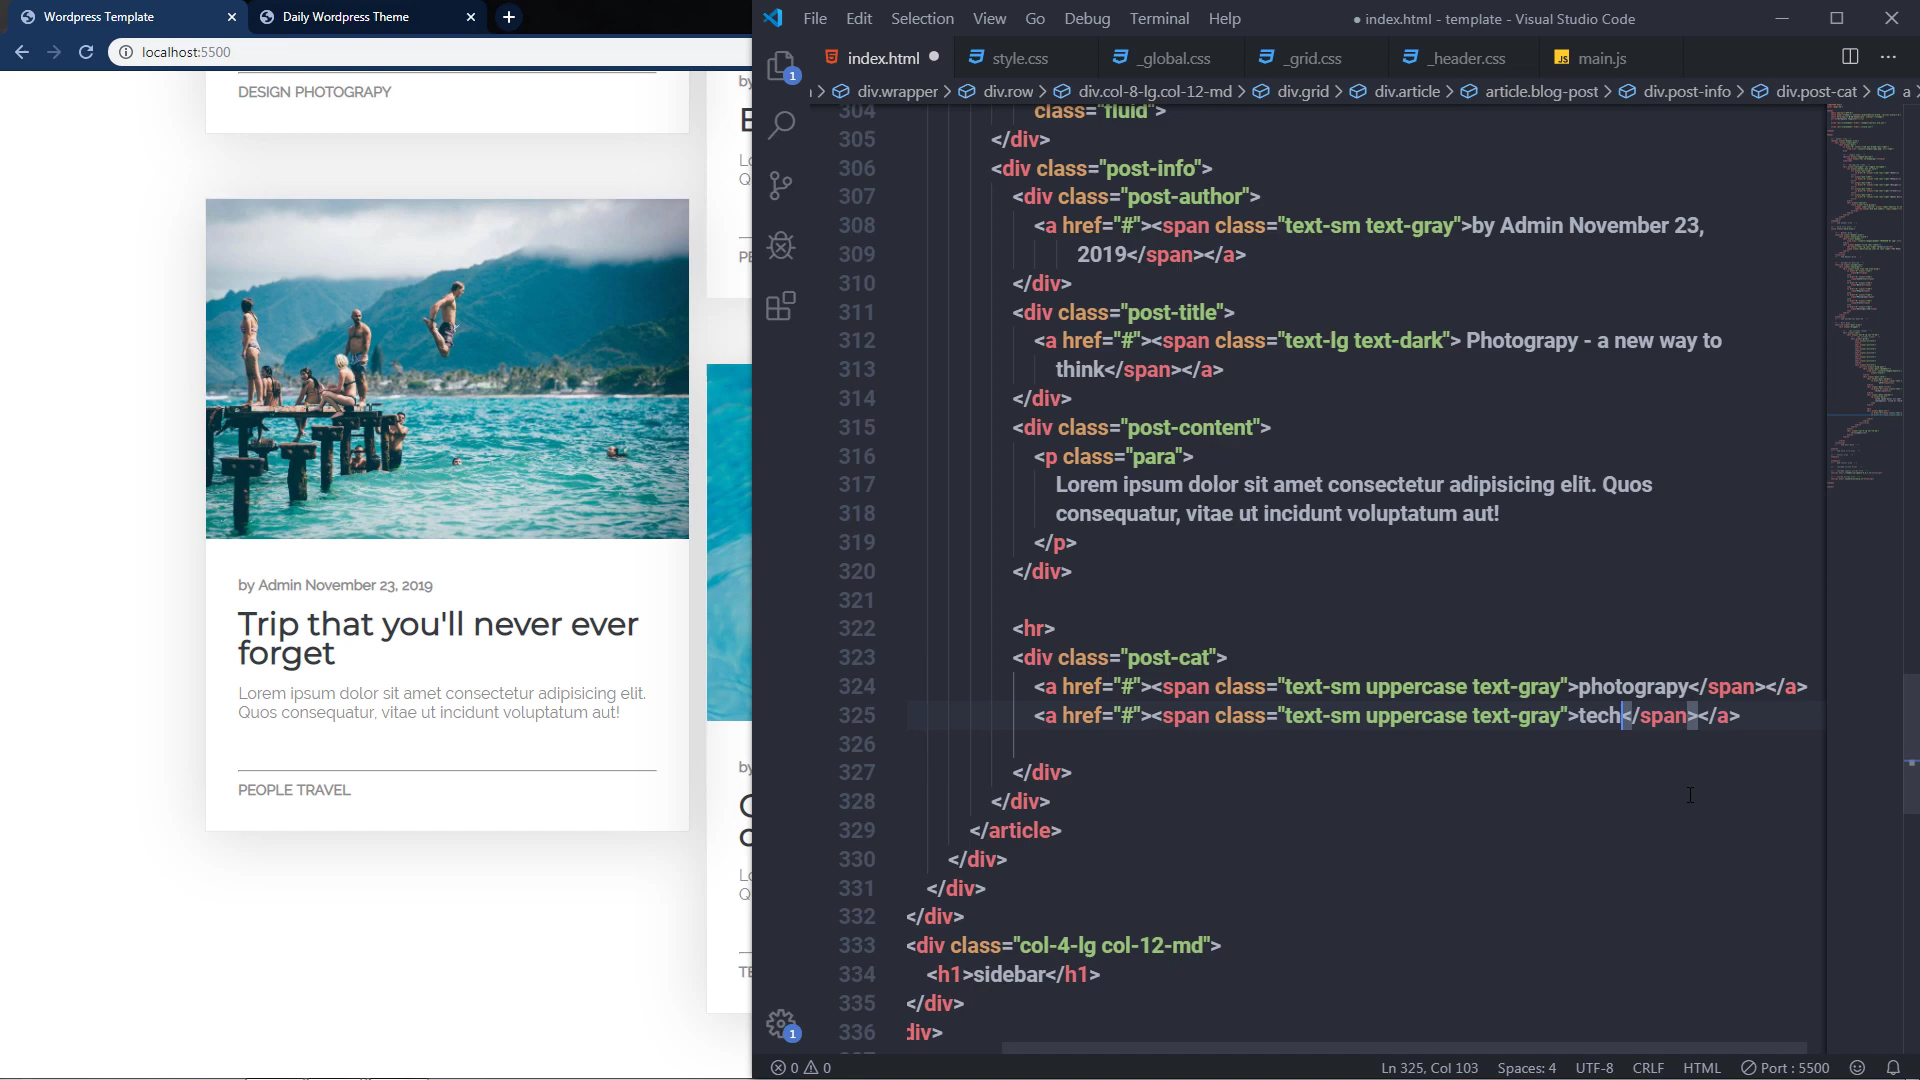 Wordpress Template
Daily Wordpress Theme
localhost:5500
DESIGN PHOTOGRAPY
by Admin November 23, 2019
Trip that you'll never ever
forget
Lorem ipsum dolor sit amet consectetur adipisicing elit.
Quos consequatur, vitae ut incidunt voluptatum aut!
PEOPLE TRAVEL
by
Lo
Q
PE
by
Lo
Q
TE
File Edit Selection View Go Debug Terminal Help
● index.html - template - Visual Studio Code
index.html style.css _global.css _grid.css _header.css main.js
div.wrapper > div.row > div.col-8-lg.col-12-md > div.grid > div.article > article.blog-post > div.post-info > div.post-cat > a
304 class="fluid">
305 </div>
306 <div class="post-info">
307 <div class="post-author">
308 <a href="#"><span class="text-sm text-gray">by Admin November 23,
309 2019</span></a>
310 </div>
311 <div class="post-title">
312 <a href="#"><span class="text-lg text-dark"> Photograpy - a new way to
313 think</span></a>
314 </div>
315 <div class="post-content">
316 <p class="para">
317 Lorem ipsum dolor sit amet consectetur adipisicing elit. Quos
318 consequatur, vitae ut incidunt voluptatum aut!
319 </p>
320 </div>
321
322 <hr>
323 <div class="post-cat">
324 <a href="#"><span class="text-sm uppercase text-gray">photograpy</span></a>
325 <a href="#"><span class="text-sm uppercase text-gray">tech</span></a>
326
327 </div>
328 </div>
329 </article>
330 </div>
331 </div>
332 </div>
333 <div class="col-4-lg col-12-md">
334 <h1>sidebar</h1>
335 </div>
336 div>
1
1
0 0
Ln 325, Col 103 Spaces: 4 UTF-8 CRLF HTML Port : 5500